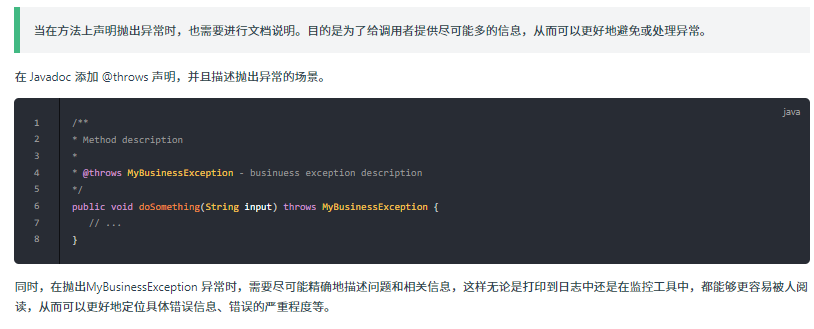 当在方法上声明抛出异常时，也需要进行文档说明。目的是为了给调用者提供尽可能多的信息，从而可以更好地避免或处理异常。
在 Javadoc 添加 @throws 声明，并且描述抛出异常的场景。
java
1 /**
2 * Method description
3 *
4 * @throws MyBusinessException - businuess exception description
5 */
6 public void doSomething(String input) throws MyBusinessException {
7 // ...
8 }
同时，在抛出MyBusinessException 异常时，需要尽可能精确地描述问题和相关信息，这样无论是打印到日志中还是在监控工具中，都能够更容易被人阅
读，从而可以更好地定位具体错误信息、错误的严重程度等。